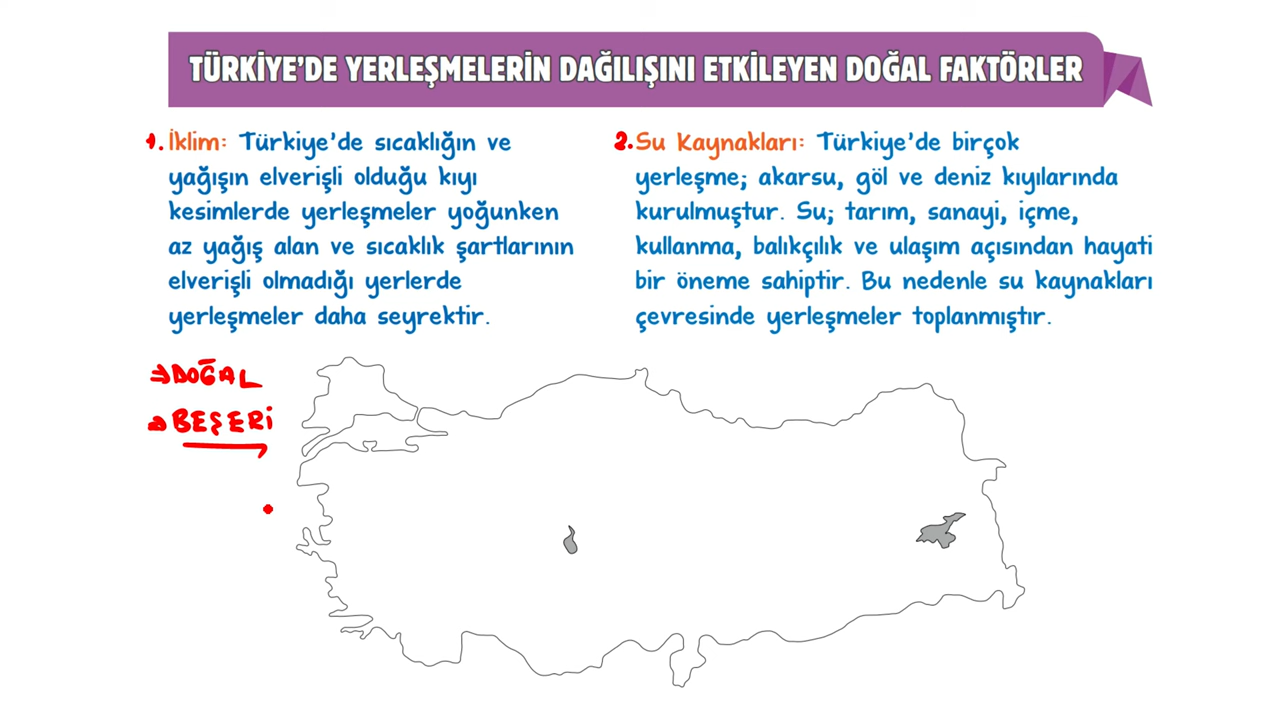 TÜRKİYE'DE YERLEŞMELERİN DAĞILIŞINI ETKİLEYEN DOĞAL FAKTÖRLER
1. İklim: Türkiye'de sıcaklığın ve
yağışın elverişli olduğu kıyı
kesimlerde yerleşmeler yoğunken
az yağış alan ve sıcaklık şartlarının
elverişli olmadığı yerlerde
yerleşmeler daha seyrektir.
2. Su Kaynakları: Türkiye'de birçok
yerleşme; akarsu, göl ve deniz kıyılarında
kurulmuştur. Su; tarım, sanayi, içme,
kullanma, balıkçılık ve ulaşım açısından hayati
bir öneme sahiptir. Bu nedenle su kaynakları
çevresinde yerleşmeler toplanmıştır.
⇒DOĞAL
⇒BEŞERİ